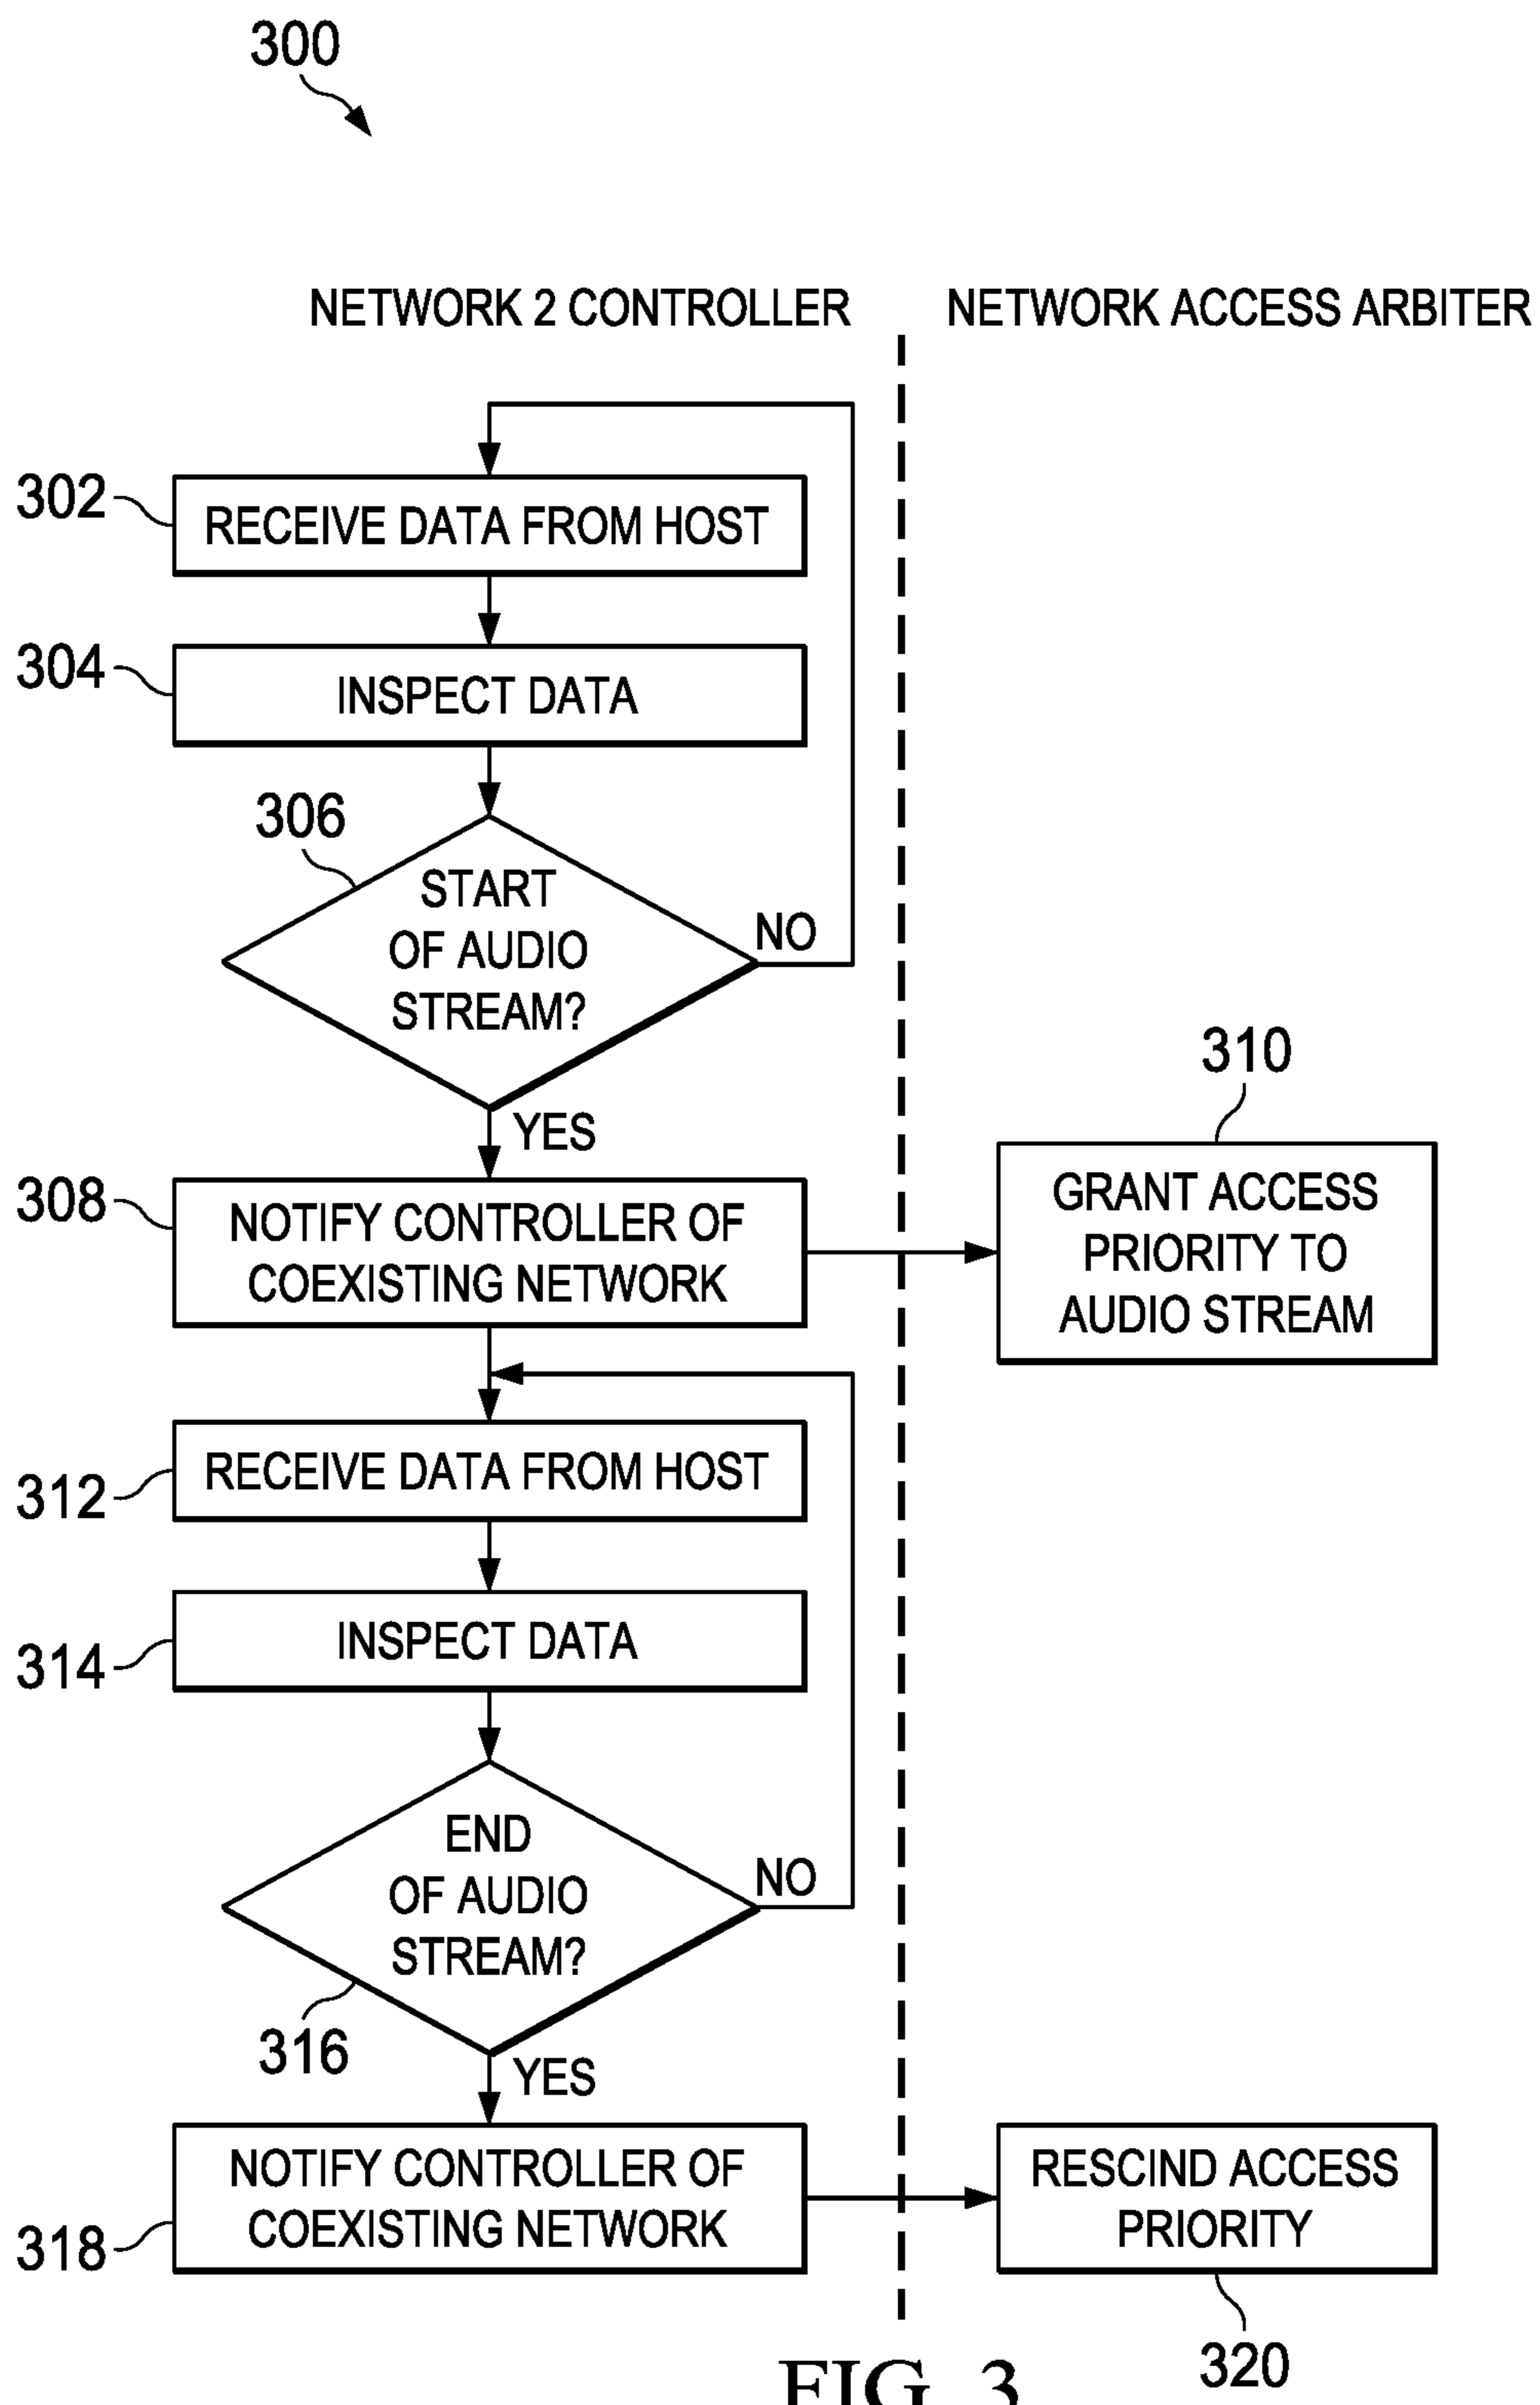 300
NETWORK 2 CONTROLLER
NETWORK ACCESS ARBITER
302
RECEIVE DATA FROM HOST
304
INSPECT DATA
306
START
OF AUDIO
STREAM?
NO
YES
308
NOTIFY CONTROLLER OF
COEXISTING NETWORK
310
GRANT ACCESS
PRIORITY TO
AUDIO STREAM
312
RECEIVE DATA FROM HOST
314
INSPECT DATA
316
END
OF AUDIO
STREAM?
NO
YES
318
NOTIFY CONTROLLER OF
COEXISTING NETWORK
RESCIND ACCESS
PRIORITY
320
FIG. 3